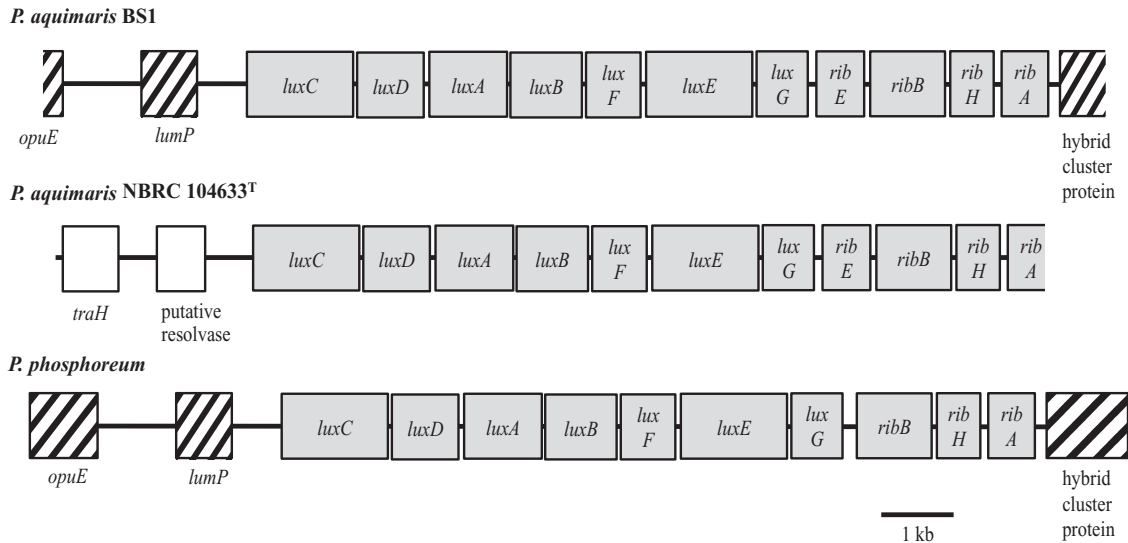 P. aquimaris BS1
luxC luxD luxA luxB lux F luxE lux G rib E ribB rib H rib A
opuE lumP hybrid cluster protein
P. aquimaris NBRC 104633ᵀ
luxC luxD luxA luxB lux F luxE lux G rib E ribB rib H rib A
traH putative resolvase
P. phosphoreum
luxC luxD luxA luxB lux F luxE lux G ribB rib H rib A
opuE lumP hybrid cluster protein
1 kb